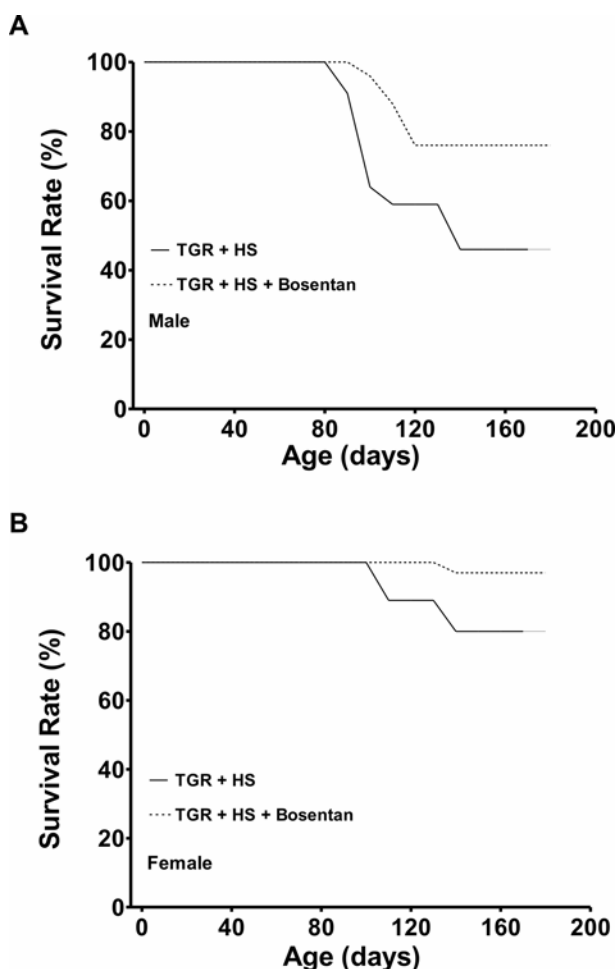 A
Survival Rate (%)
100
80
60
40
20
0
TGR + HS
TGR + HS + Bosentan
Male
0 40 80 120 160 200
Age (days)
B
Survival Rate (%)
100
80
60
40
20
0
TGR + HS
TGR + HS + Bosentan
Female
0 40 80 120 160 200
Age (days)